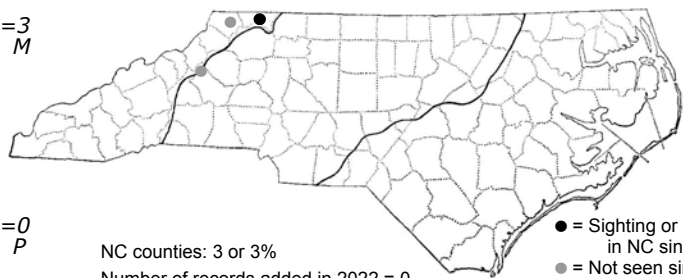 =3
M
=0
P
NC counties: 3 or 3%
Number of records added in 2022 = 0
● = Sighting or
in NC sin
● = Not seen si